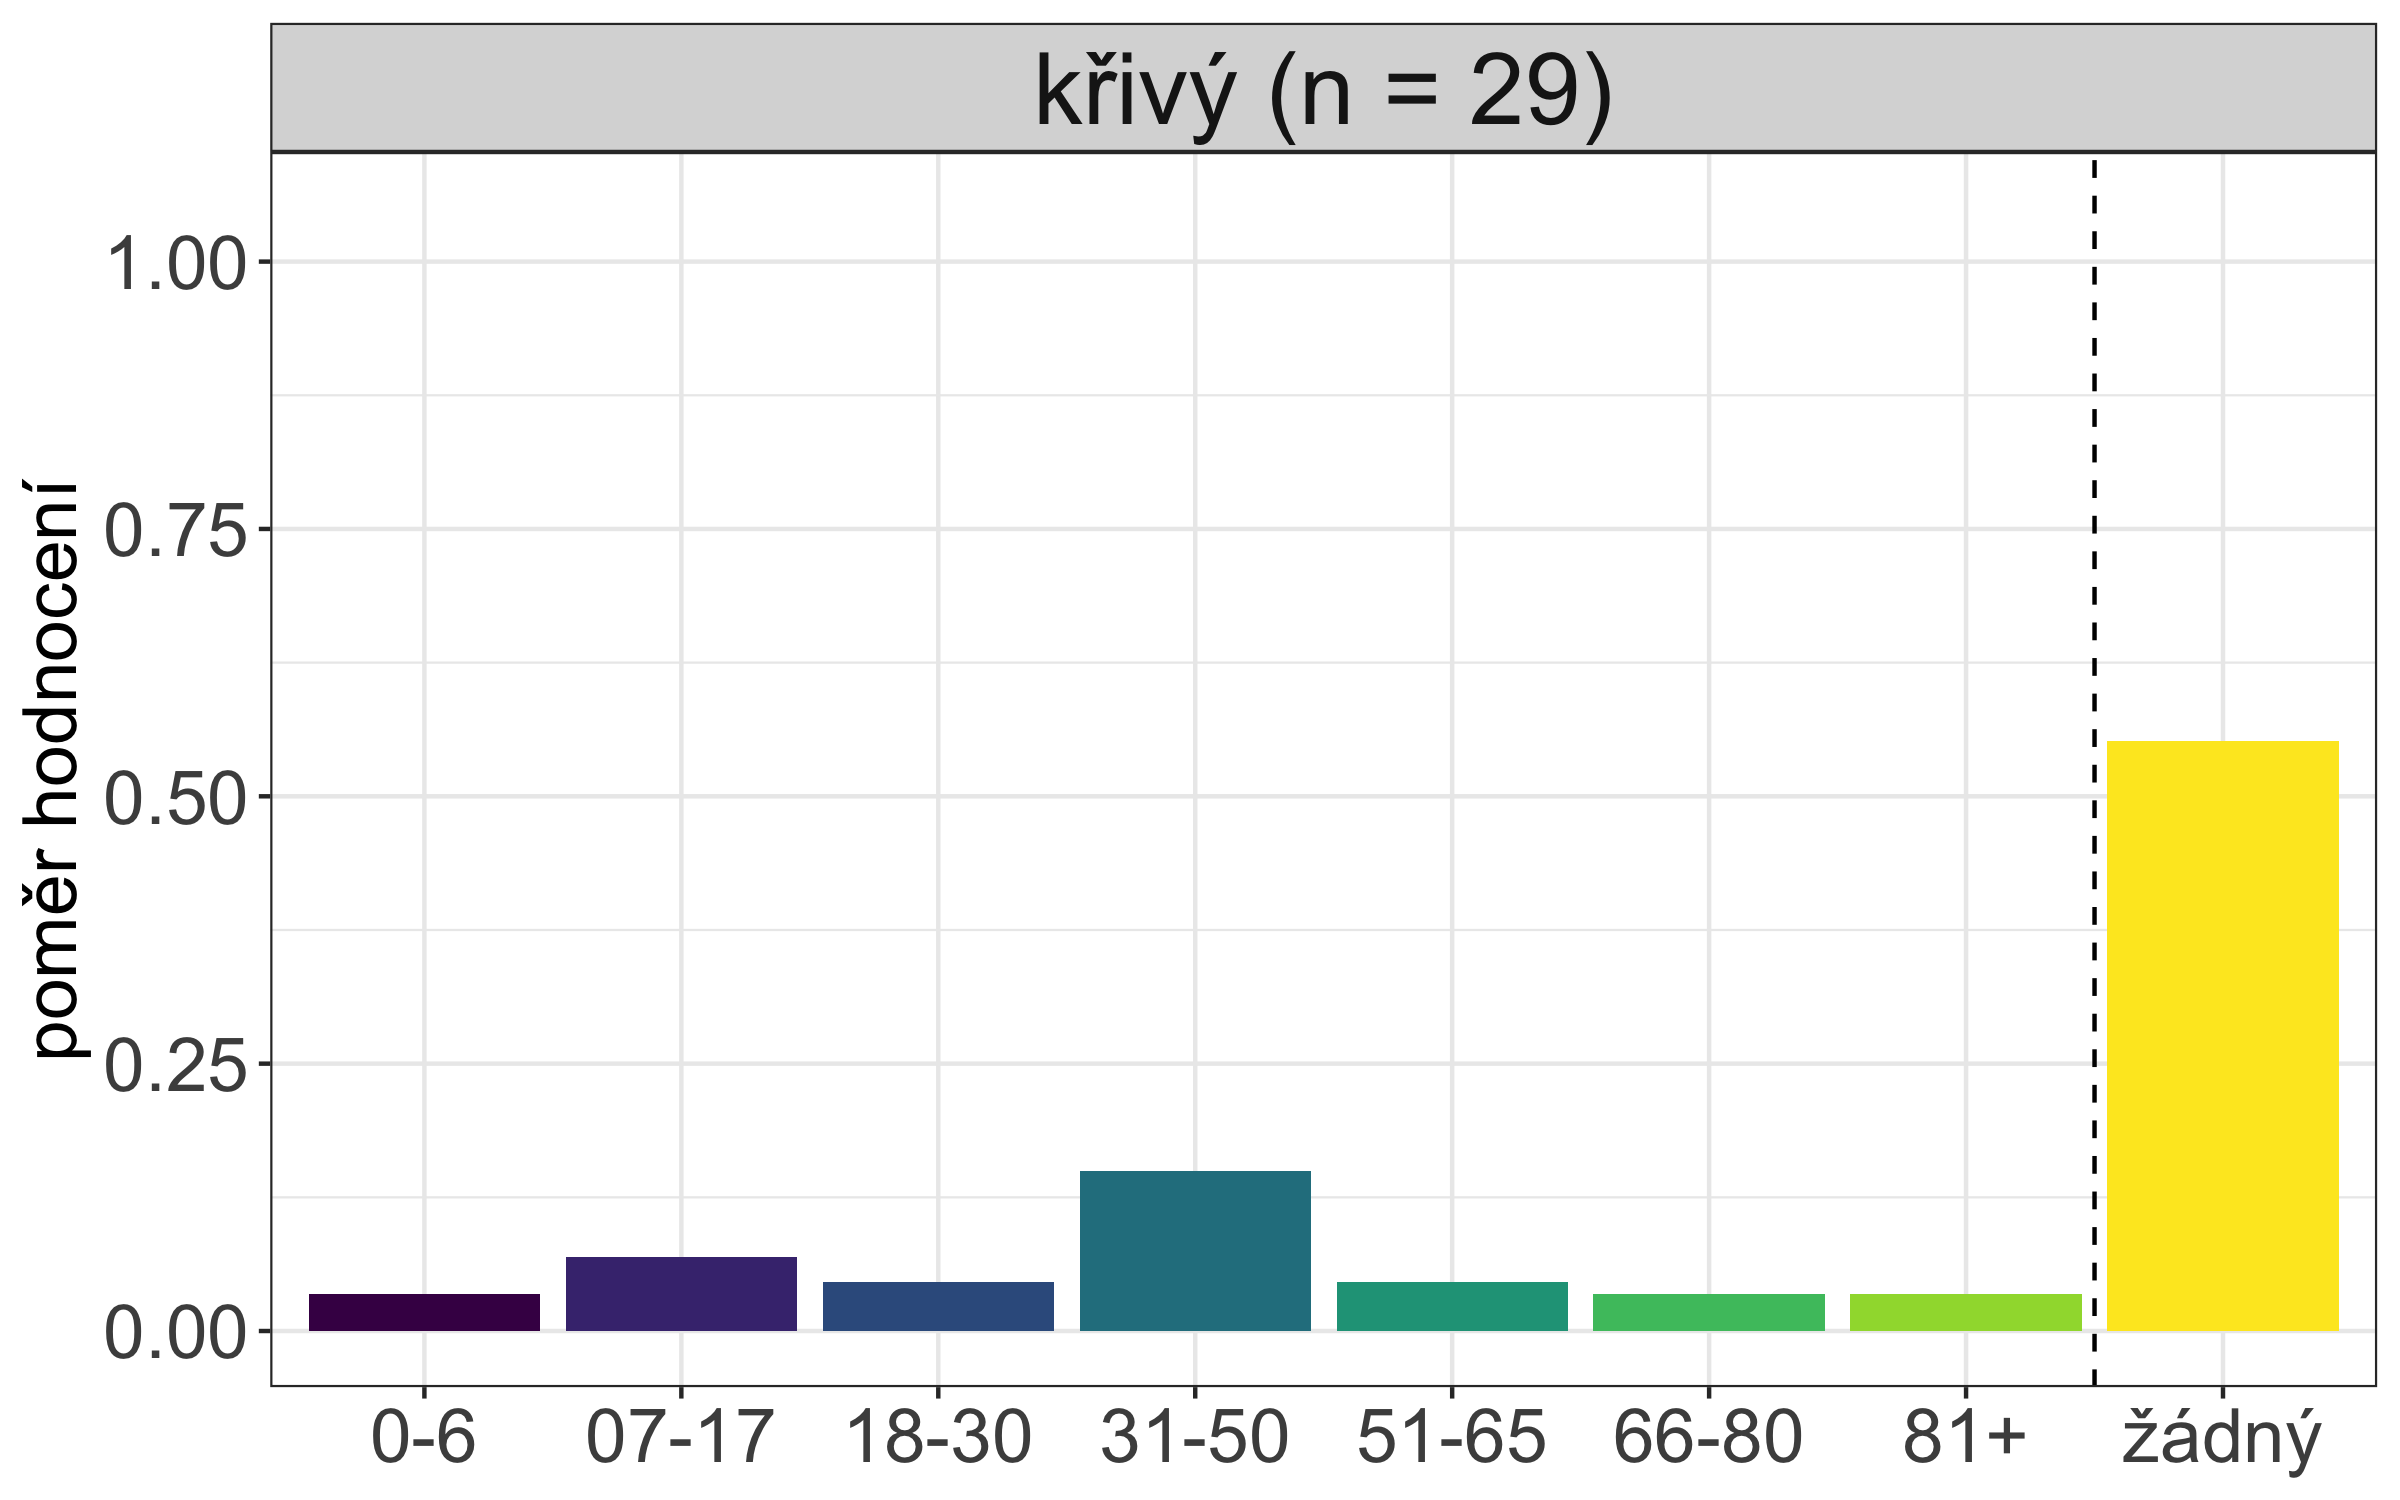 křivý (n = 29)
poměr hodnocení
1.00
0.75
0.50
0.25
0.00
0-6 07-17 18-30 31-50 51-65 66-80 81+ žádný